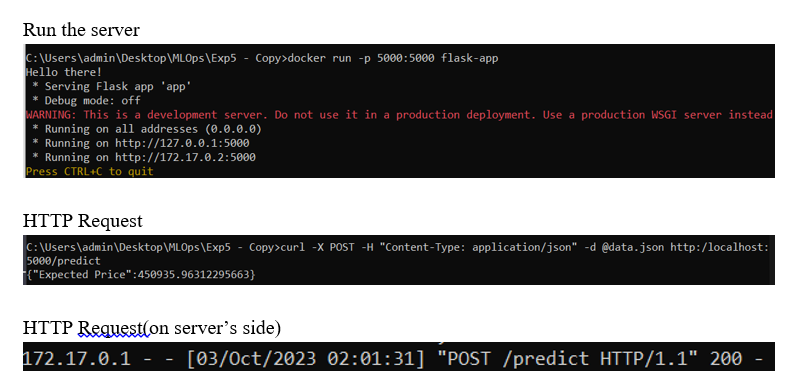 Run the server
C:\Users\admin\Desktop\MLOps\Exp5 - Copy>docker run -p 5000:5000 flask-app
Hello there!
* Serving Flask app 'app'
* Debug mode: off
WARNING: This is a development server. Do not use it in a production deployment. Use a production WSGI server instead
* Running on all addresses (0.0.0.0)
* Running on http://127.0.0.1:5000
* Running on http://172.17.0.2:5000
Press CTRL+C to quit
HTTP Request
C:\Users\admin\Desktop\MLOps\Exp5 - Copy>curl -X POST -H "Content-Type: application/json" -d @data.json http:/localhost:
5000/predict
{"Expected Price":450935.96312295663}
HTTP Request(on server’s side)
172.17.0.1 - - [03/Oct/2023 02:01:31] "POST /predict HTTP/1.1" 200 -